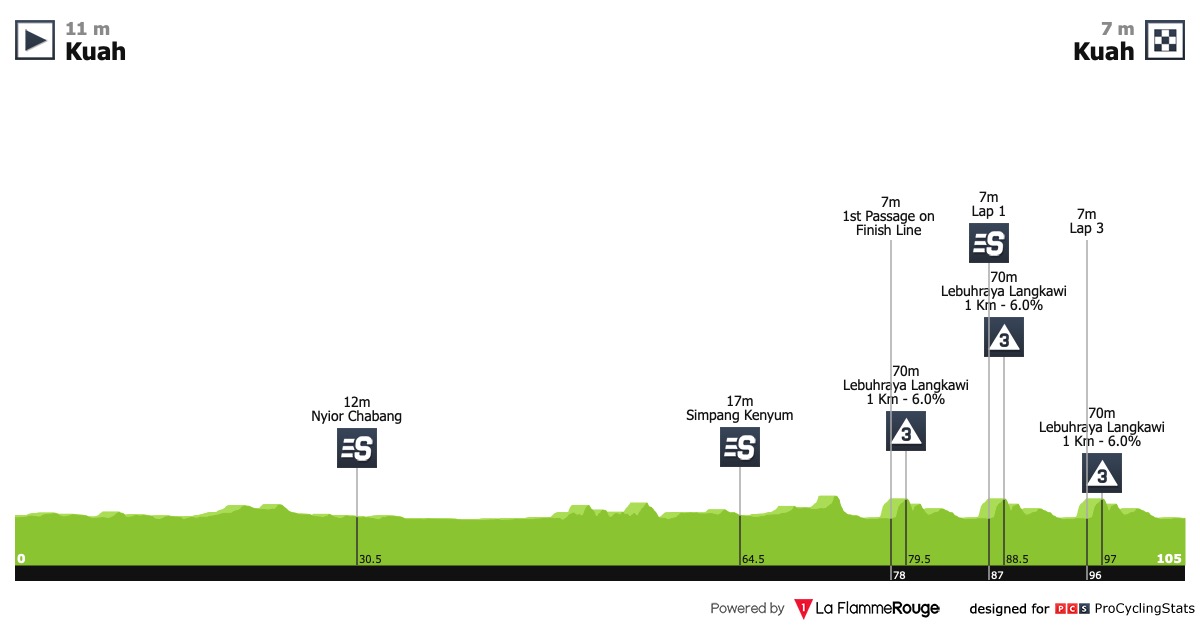 11 m
Kuah
7 m
Kuah
7m
1st Passage on
Finish Line
7m
Lap 1
S
7m
Lap 3
70m
Lebuhraya Langkawi
1 Km - 6.0%
3
70m
Lebuhraya Langkawi
1 Km - 6.0%
3
12m
Nyior Chabang
S
17m
Simpang Kenyum
S
70m
Lebuhraya Langkawi
1 Km - 6.0%
3
0
30.5
64.5
79.5
88.5
97
105
78
87
96
Powered by 1 La FlammeRouge designed for PCS ProCyclingStats